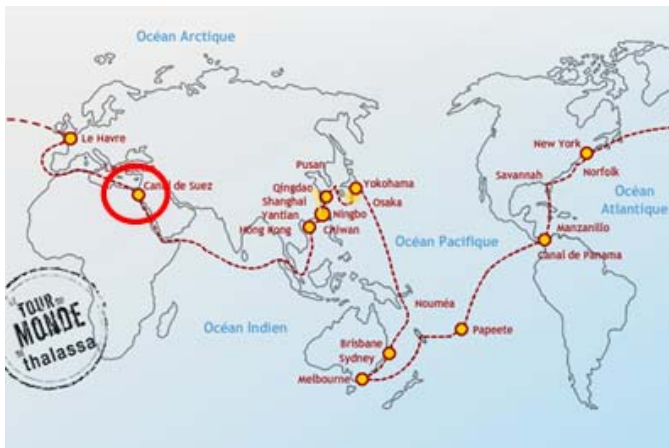 Océan Arctique
Le Havre
Canal de Suez
Pusan
Qingdao
Shanghai
Yantian
Hong Kong
Yokohama
Osaka
Ningbo
Chiwan
Océan Pacifique
Océan Indien
Nouméa
Brisbane
Sydney
Melbourne
Papeete
New York
Norfolk
Savannah
Océan
Atlantique
Manzanillo
Canal de Panama
TOUR
MONDE
thalassa